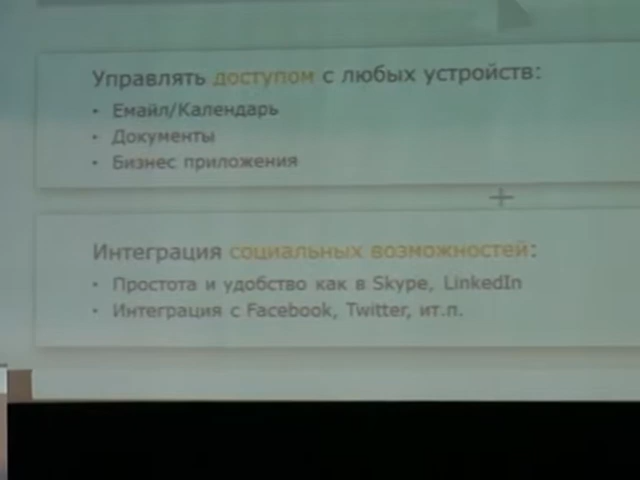 Управлять доступом с любых устройств:
• Емайл/Календарь
• Документы
• Бизнес приложения
+
Интеграция социальных возможностей:
• Простота и удобство как в Skype, LinkedIn
• Интеграция с Facebook, Twitter, ит.п.